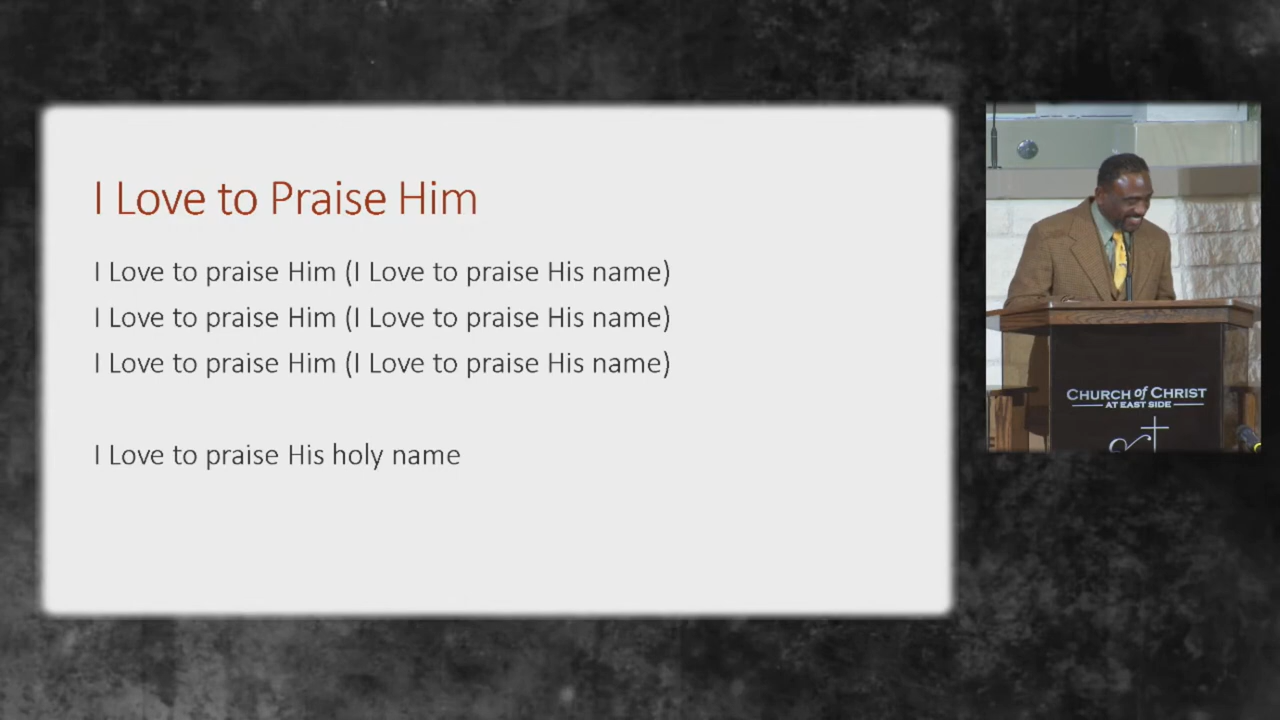 I Love to Praise Him
I Love to praise Him (I Love to praise His name)
I Love to praise Him (I Love to praise His name)
I Love to praise Him (I Love to praise His name)
I Love to praise His holy name
CHURCH of CHRIST
AT EAST SIDE